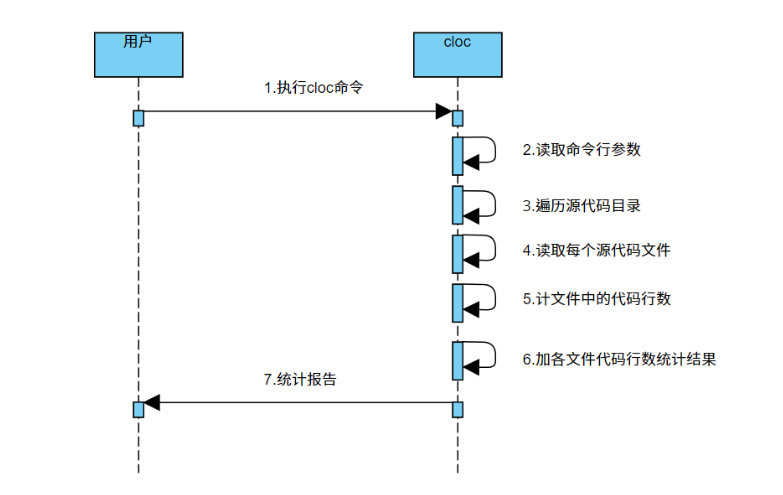 用户
cloc
1.执行cloc命令
2.读取命令行参数
3.遍历源代码目录
4.读取每个源代码文件
5.计文件中的代码行数
6.加各文件代码行数统计结果
7.统计报告